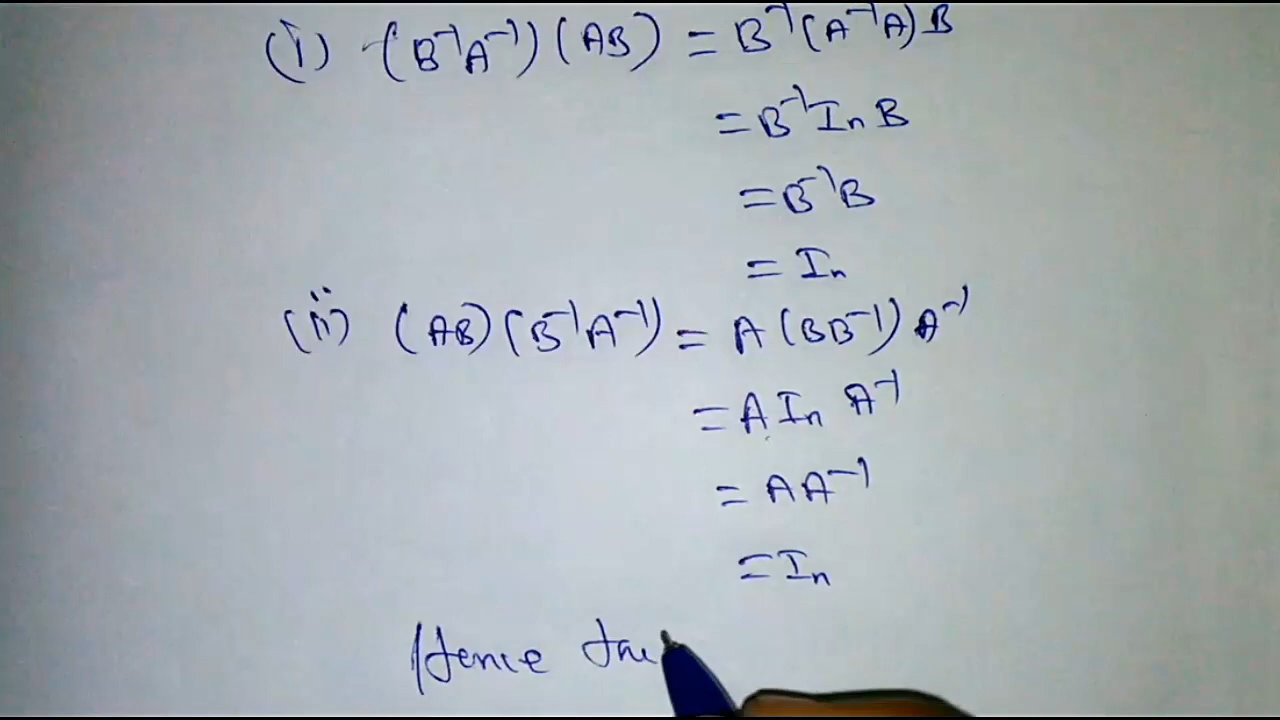 (i) (B⁻¹A⁻¹)(AB) = B⁻¹(A⁻¹A)B
= B⁻¹InB
= B⁻¹B
= In
(ii) (AB)(B⁻¹A⁻¹) = A(BB⁻¹)A⁻¹
= A In A⁻¹
= AA⁻¹
= In
Hence